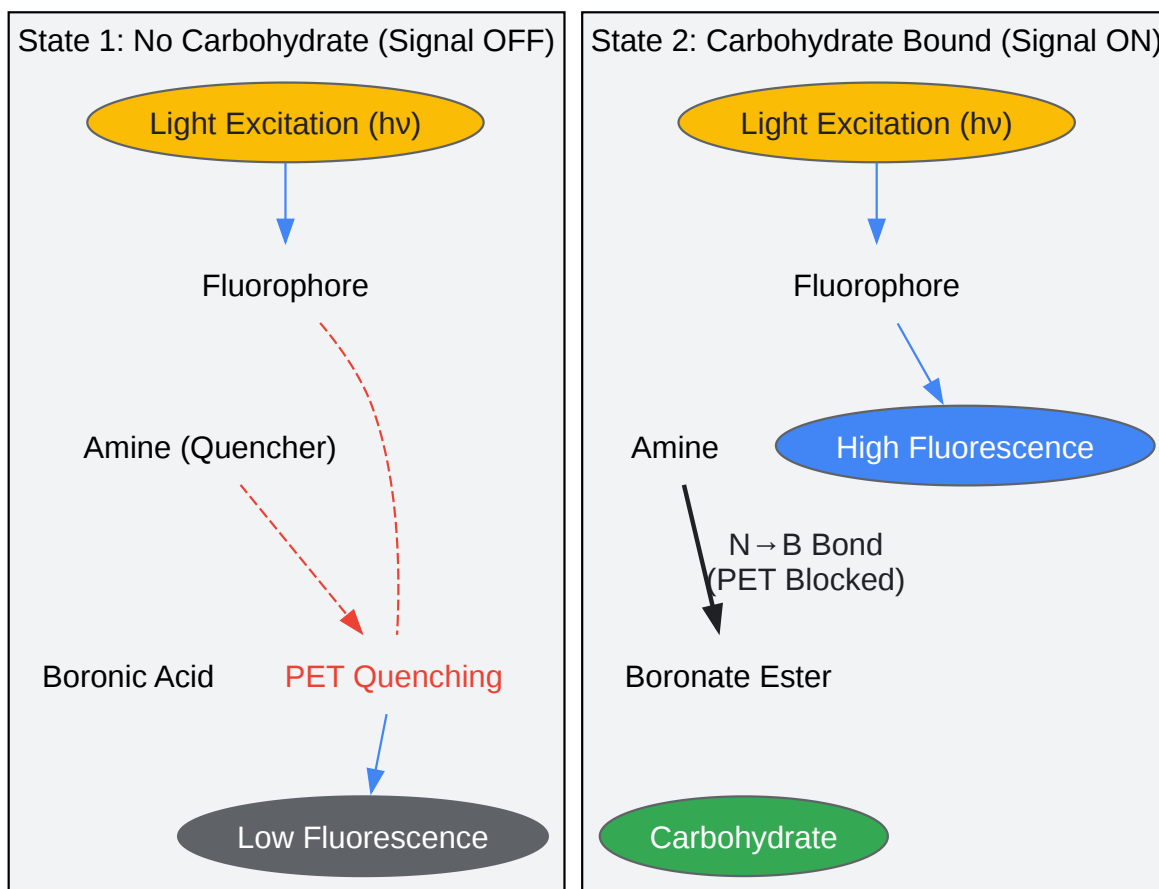 State 1: No Carbohydrate (Signal OFF)
Light Excitation (hν)
Fluorophore
Amine (Quencher)
Boronic Acid
PET Quenching
Low Fluorescence
State 2: Carbohydrate Bound (Signal ON)
Light Excitation (hν)
Fluorophore
Amine
High Fluorescence
N→B Bond
(PET Blocked)
Boronate Ester
Carbohydrate